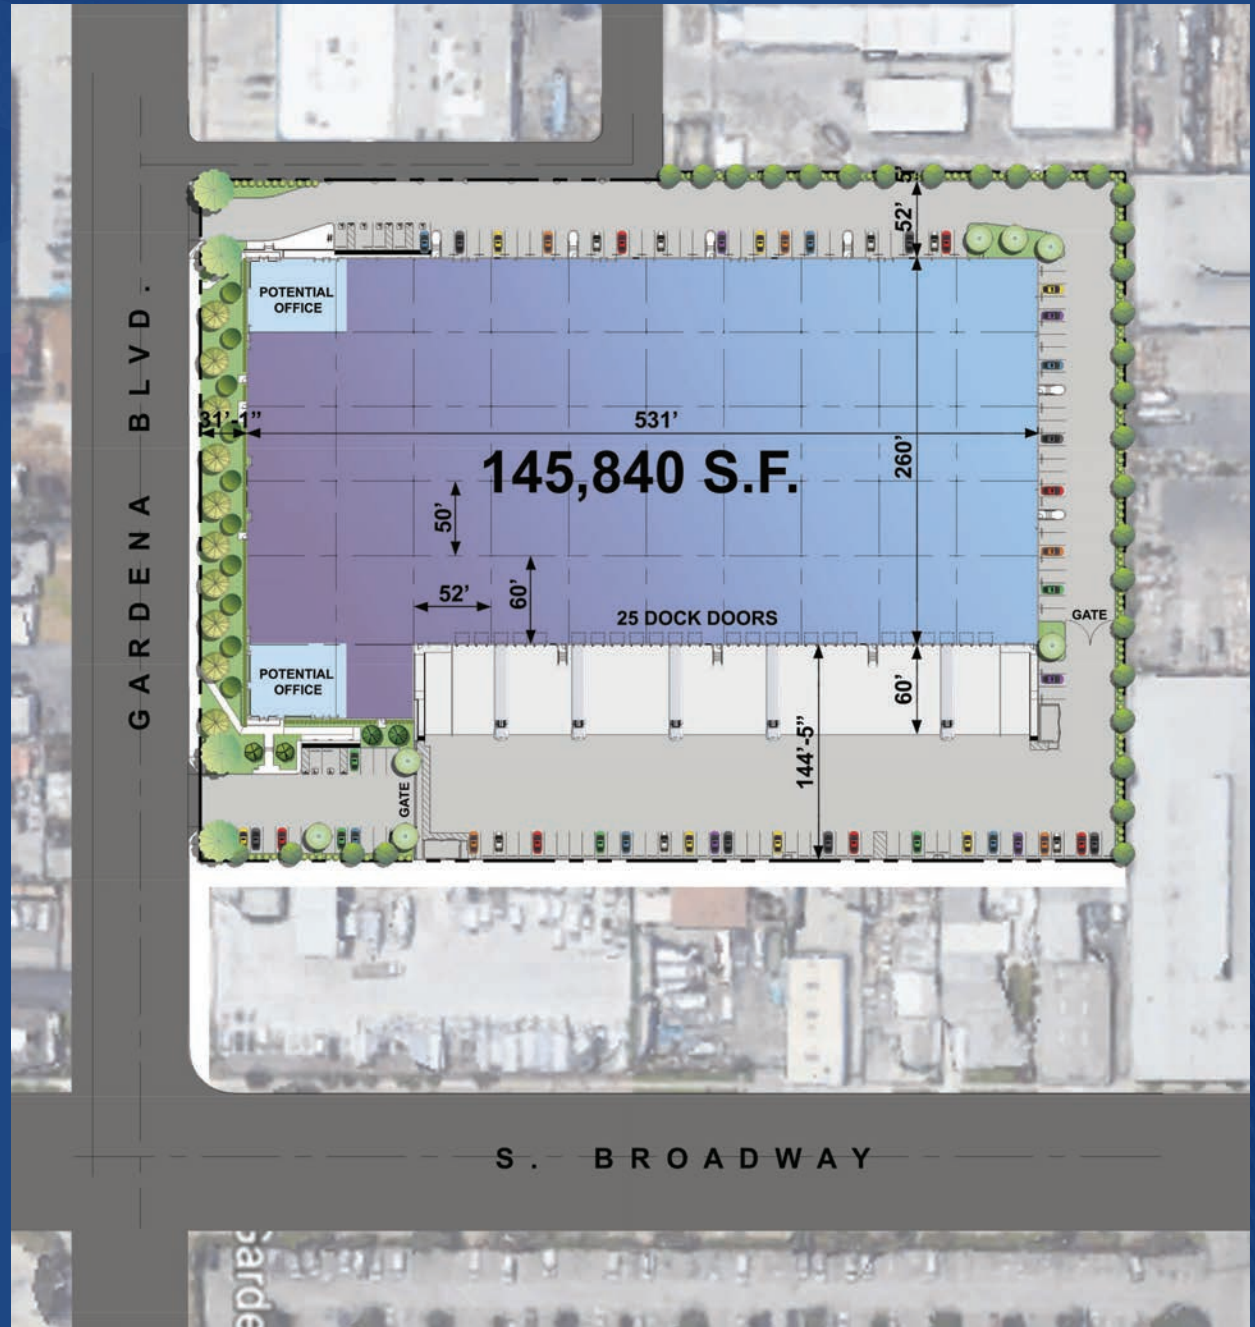 52' 5'
POTENTIAL
OFFICE
GARDENA BLVD.
31'-1"
531'
145,840 S.F.
260'
50'
52'
60'
25 DOCK DOORS
GATE
POTENTIAL
OFFICE
60'
144'-5"
GATE
S. BROADWAY
Garde